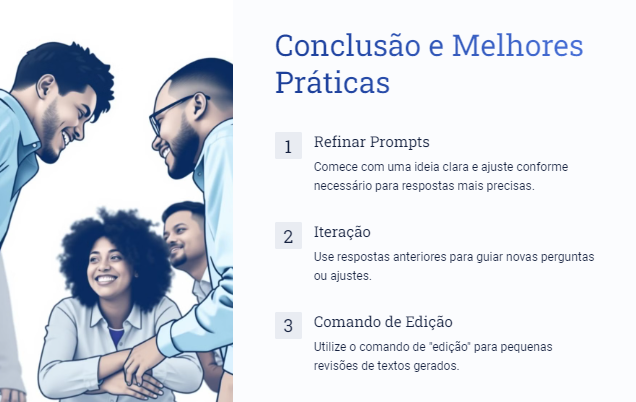 Conclusão e Melhores
Práticas
1
Refinar Prompts
Comece com uma ideia clara e ajuste conforme
necessário para respostas mais precisas.
2
Iteração
Use respostas anteriores para guiar novas perguntas
ou ajustes.
3
Comando de Edição
Utilize o comando de "edição" para pequenas
revisões de textos gerados.